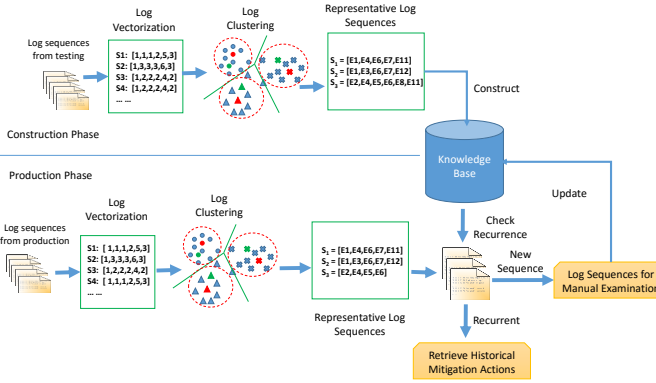 Log
Vectorization
Log
Clustering
Representative Log
Sequences
Log sequences
from testing
S1: [1,1,1,2,5,3]
S2: [1,3,3,3,6,3]
S3: [1,2,2,2,4,2]
S4: [1,2,2,2,4,2]
... ...
S1 = [E1,E4,E6,E7,E11]
S2 = [E1,E3,E6,E7,E12]
S3 = [E2,E4,E5,E6,E8,E11]
Construct
Construction Phase
Knowledge
Base
Production Phase
Update
Log
Vectorization
Log
Clustering
Check
Recurrence
Log sequences
from production
S1: [ 1,1,1,2,5,3]
S2: [1,3,3,3,6,3]
S3: [1,2,2,2,4,2]
S4: [ 1,1,1,2,5,3]
... ...
S1 = [E1,E4,E6,E7,E11]
S2 = [E1,E3,E6,E7,E12]
S3 = [E2,E4,E5,E6]
New
Sequence
Log Sequences for
Manual Examination
Representative Log
Sequences
Recurrent
Retrieve Historical
Mitigation Actions